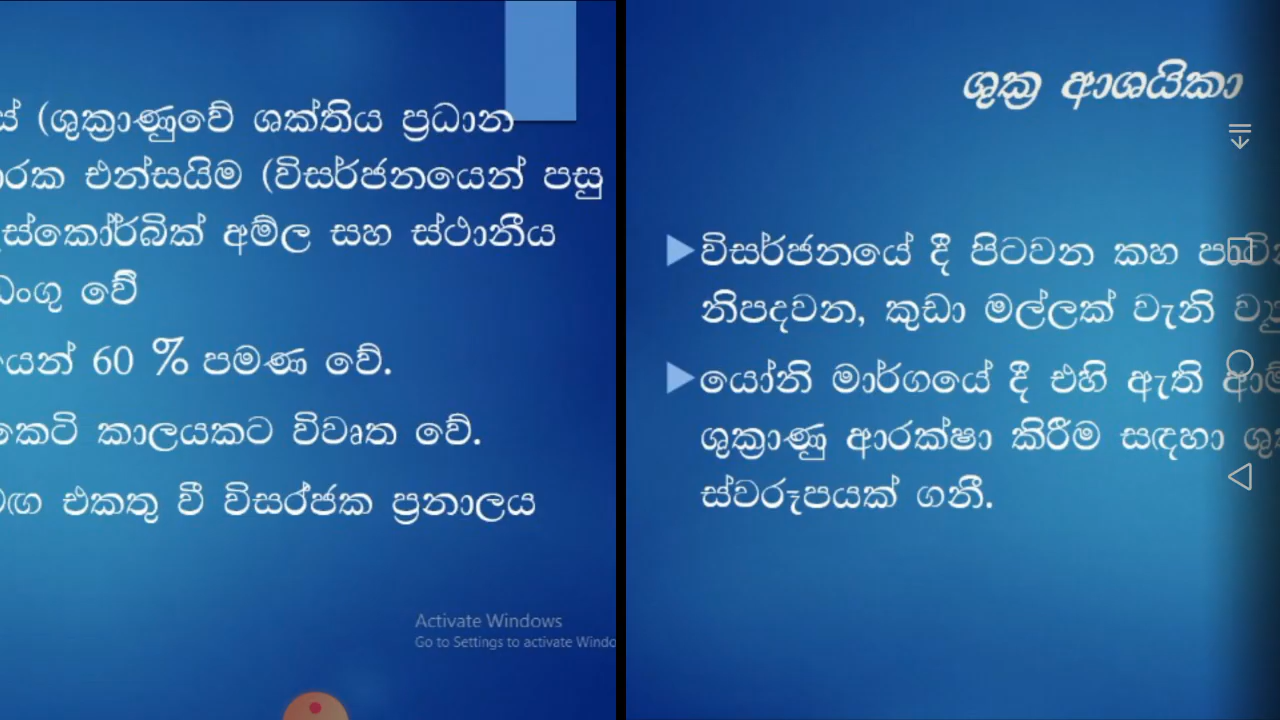 (ශුක්‍රාණුවේ ශක්තිය ප්‍රධාන
එන්සයිම (විසර්ජනයෙන් පසු
අම්ල සහ ස්ථානීය
වේ
60 % පමණ වේ.
කෙටි කාලයකට විවෘත වේ.
එකතු වී විසර්ජක ප්‍රනාලය
Activate Windows
Go to Settings to activate
ශුක්‍ර ආශයිකා
විසර්ජනයේ දී පිටවන කහ
නිපදවන, කුඩා මල්ලක් වැනි
යෝනි මාර්ගයේ දී එහි ඇති
ශුක්‍රාණු ආරක්ෂා කිරීම සඳහා
ස්වරූපයක් ගනී.